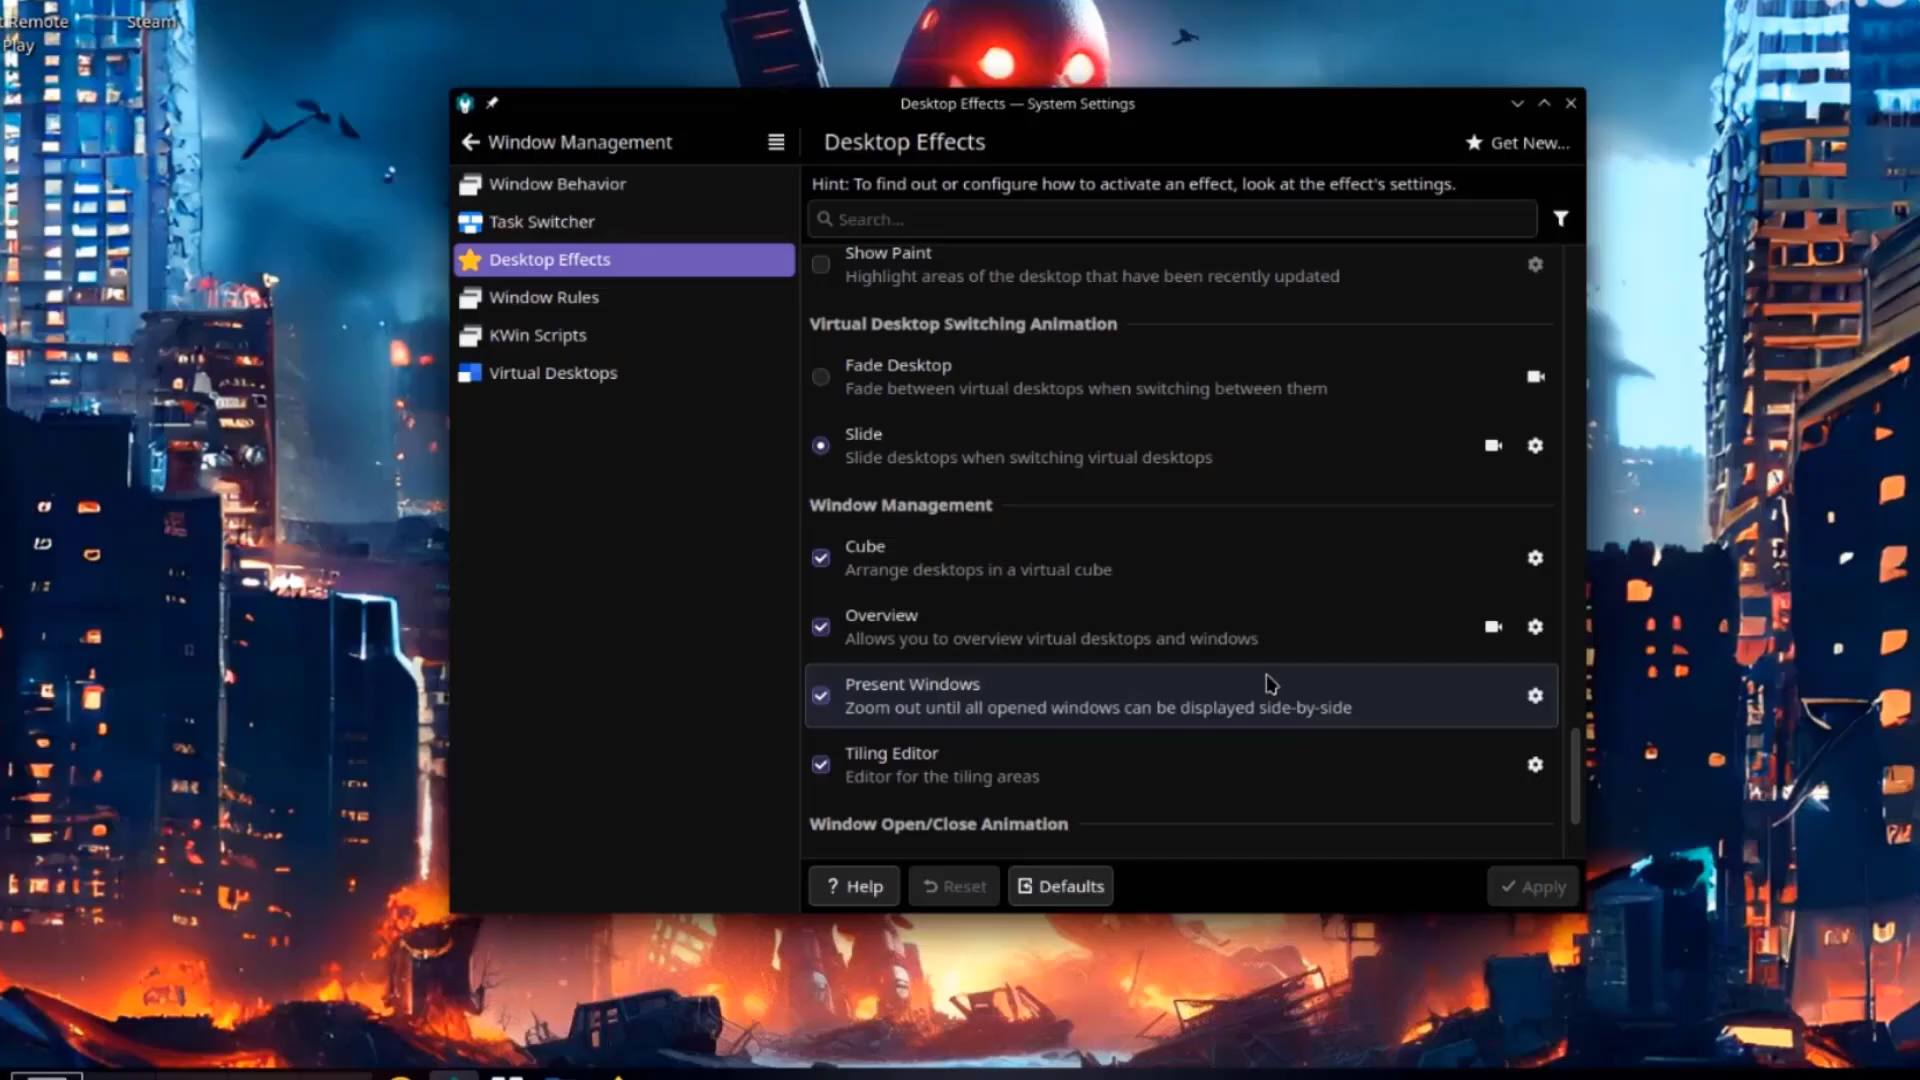 Remote
Play
Steam
Desktop Effects — System Settings
Window Management
Desktop Effects
Get New...
Window Behavior
Task Switcher
Desktop Effects
Window Rules
KWin Scripts
Virtual Desktops
Hint: To find out or configure how to activate an effect, look at the effect's settings.
Search...
Show Paint
Highlight areas of the desktop that have been recently updated
Virtual Desktop Switching Animation
Fade Desktop
Fade between virtual desktops when switching between them
Slide
Slide desktops when switching virtual desktops
Window Management
Cube
Arrange desktops in a virtual cube
Overview
Allows you to overview virtual desktops and windows
Present Windows
Zoom out until all opened windows can be displayed side-by-side
Tiling Editor
Editor for the tiling areas
Window Open/Close Animation
? Help
Reset
Defaults
Apply